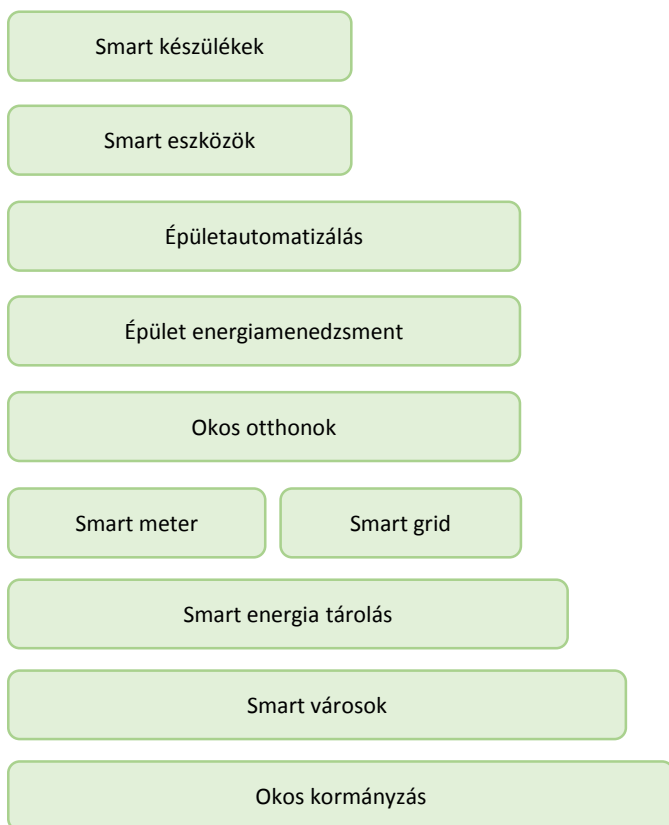 Smart készülékek
Smart eszközök
Épületautomatizálás
Épület energiamenedzsment
Okos otthonok
Smart meter
Smart grid
Smart energia tárolás
Smart városok
Okos kormányzás